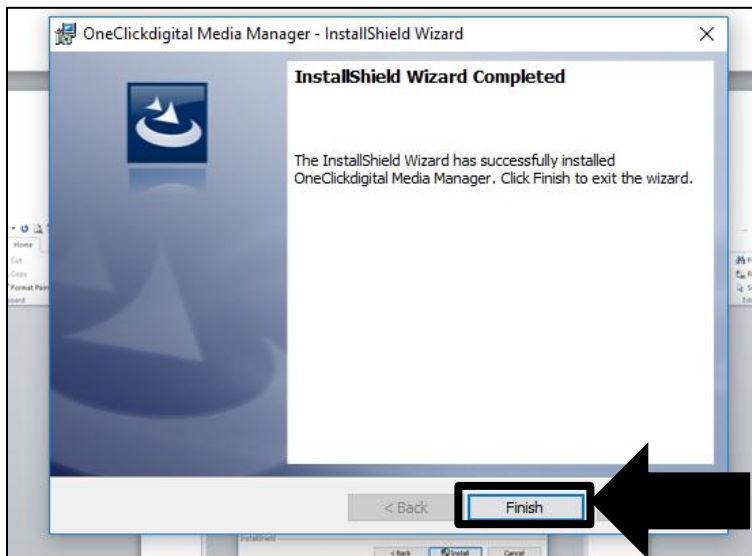 OneClickdigital Media Manager - InstallShield Wizard
InstallShield Wizard Completed
The InstallShield Wizard has successfully installed
OneClickdigital Media Manager. Click Finish to exit the wizard.
Home
Cut
Copy
Format Pain
< Back
Finish
InstallShield
< Back
Install
Cancel